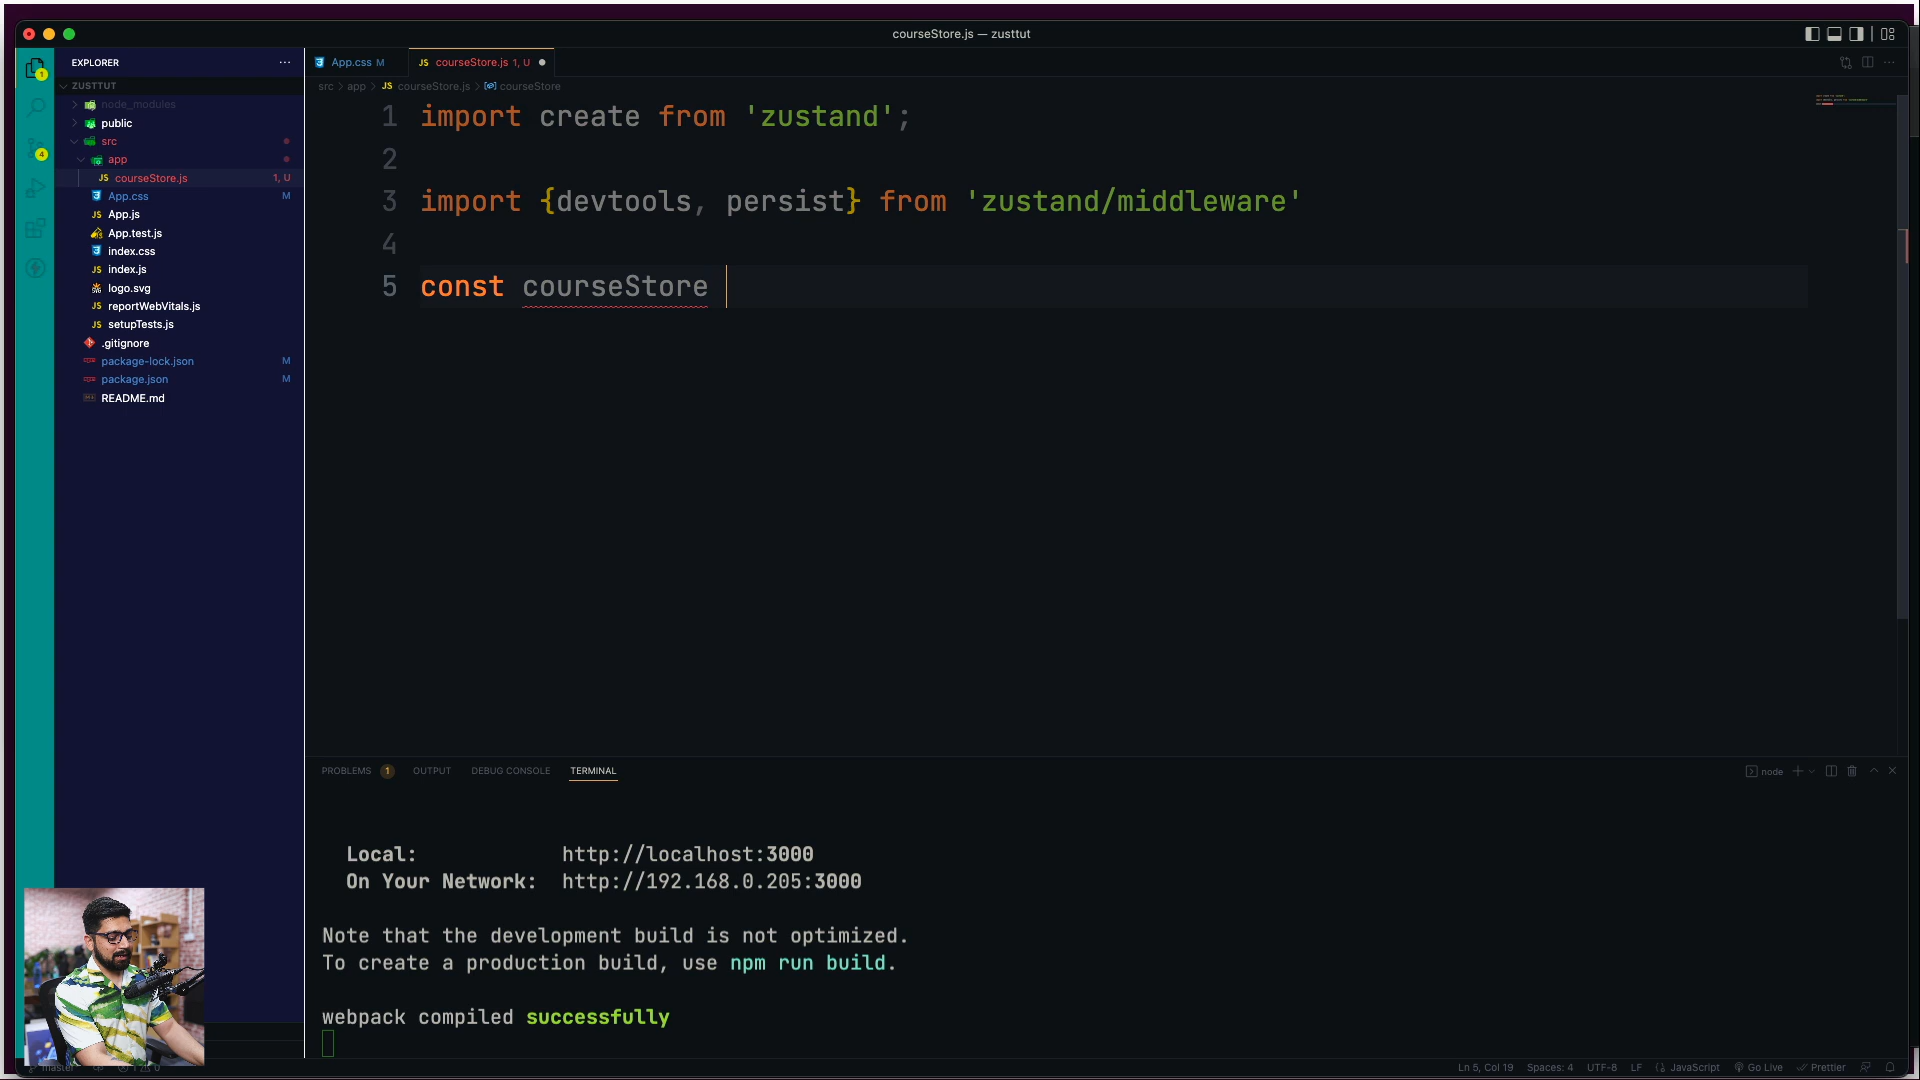 courseStore.js — zusttut
EXPLORER
ZUSTTUT
node_modules
public
src
app
courseStore.js 1, U
App.css M
App.js
App.test.js
index.css
index.js
logo.svg
reportWebVitals.js
setupTests.js
.gitignore
package-lock.json M
package.json M
README.md
1
4
App.css M
courseStore.js 1, U
src > app > JS courseStore.js > courseStore
1 import create from 'zustand';
2
3 import {devtools, persist} from 'zustand/middleware'
4
5 const courseStore
PROBLEMS 1 OUTPUT DEBUG CONSOLE TERMINAL
node
Local: http://localhost:3000
On Your Network: http://192.168.0.205:3000
Note that the development build is not optimized.
To create a production build, use npm run build.
webpack compiled successfully
master
Ln 5, Col 19 Spaces: 4 UTF-8 LF JavaScript Go Live Prettier